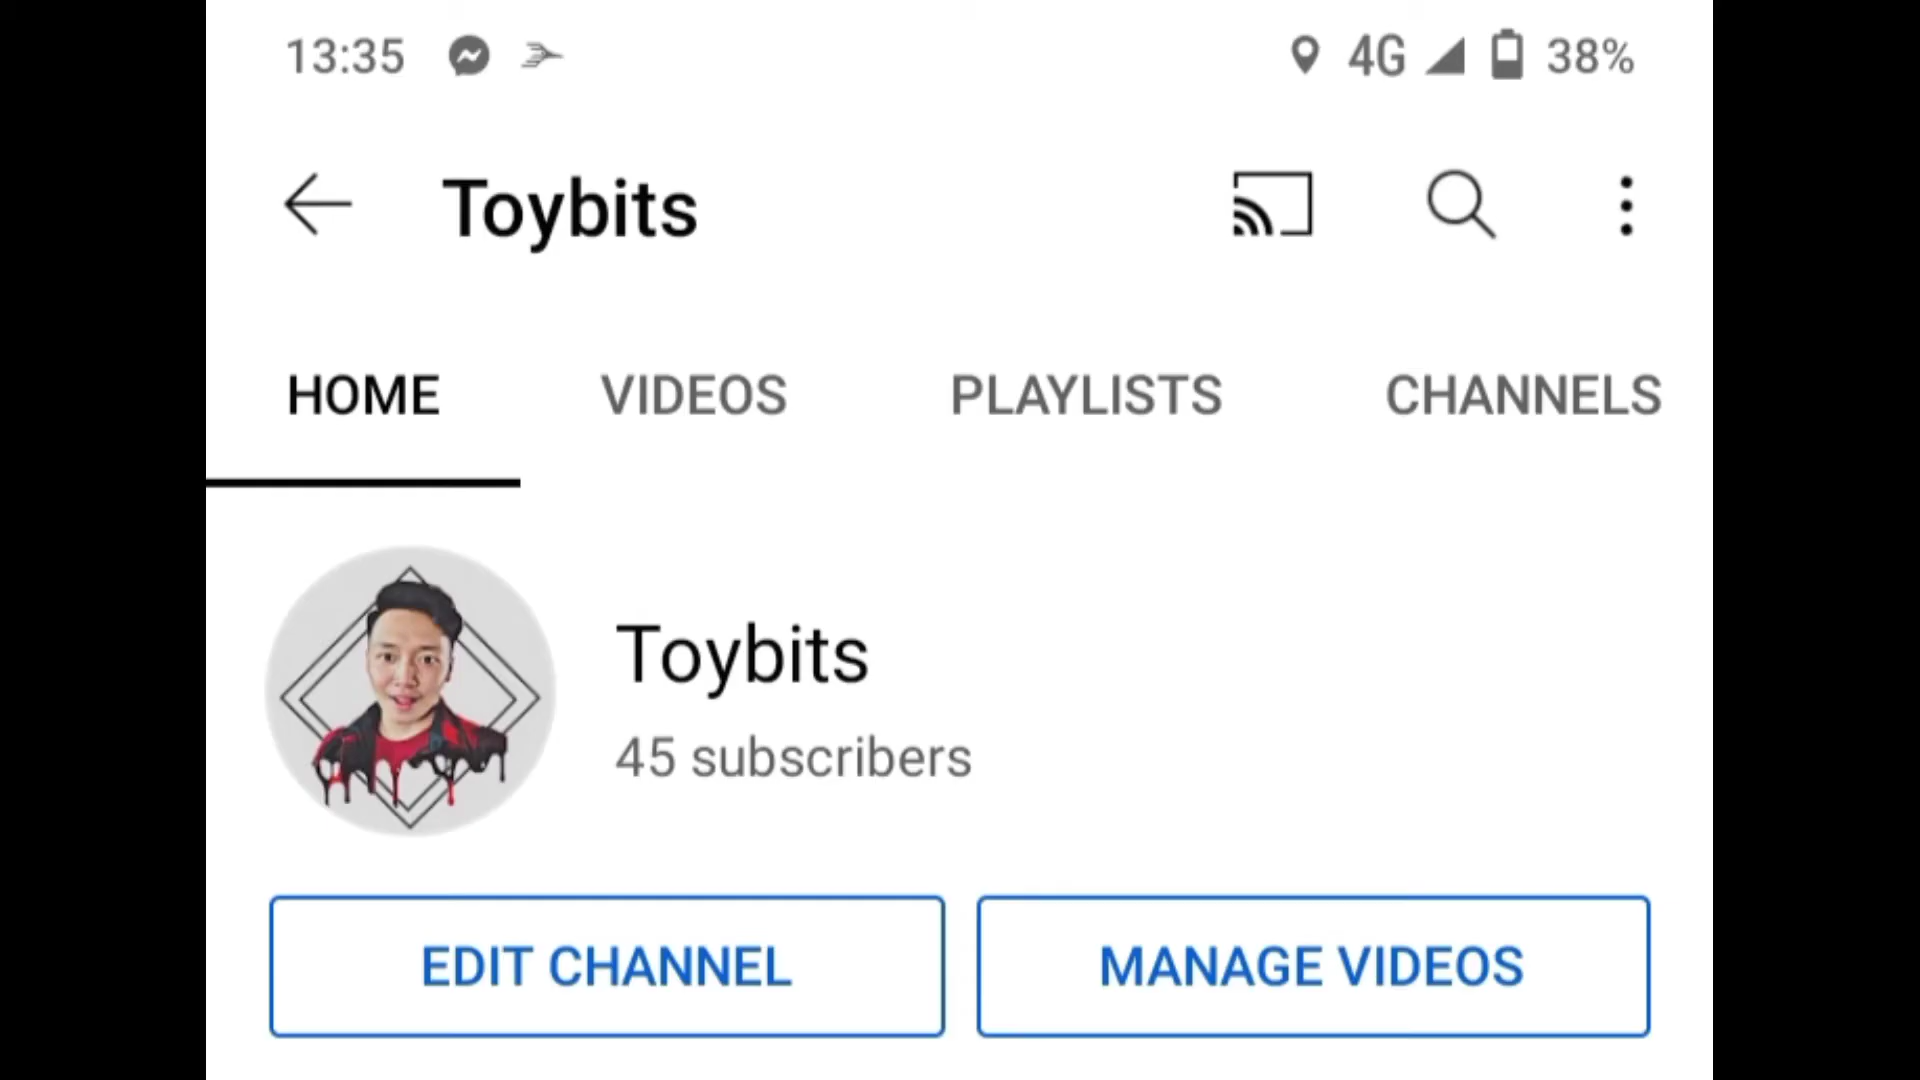 13:35 4G 38%
Toybits
HOME VIDEOS PLAYLISTS CHANNELS
Toybits
45 subscribers
EDIT CHANNEL MANAGE VIDEOS